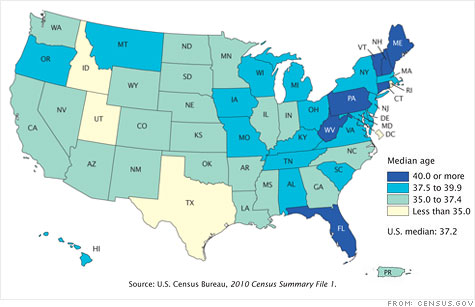 WA
MT
ND
MN
OR
ID
SD
WI
MI
NY
VT
NH
ME
MA
RI
CT
WY
NE
IA
PA
NJ
DE
MD
DC
NV
UT
CO
KS
MO
IL
IN
OH
WV
VA
KY
CA
AZ
NM
OK
AR
TN
NC
SC
TX
LA
MS
AL
GA
FL
HI
PR
Median age
40.0 or more
37.5 to 39.9
35.0 to 37.4
Less than 35.0
U.S. median: 37.2
Source: U.S. Census Bureau, 2010 Census Summary File 1.
FROM: CENSUS.GOV